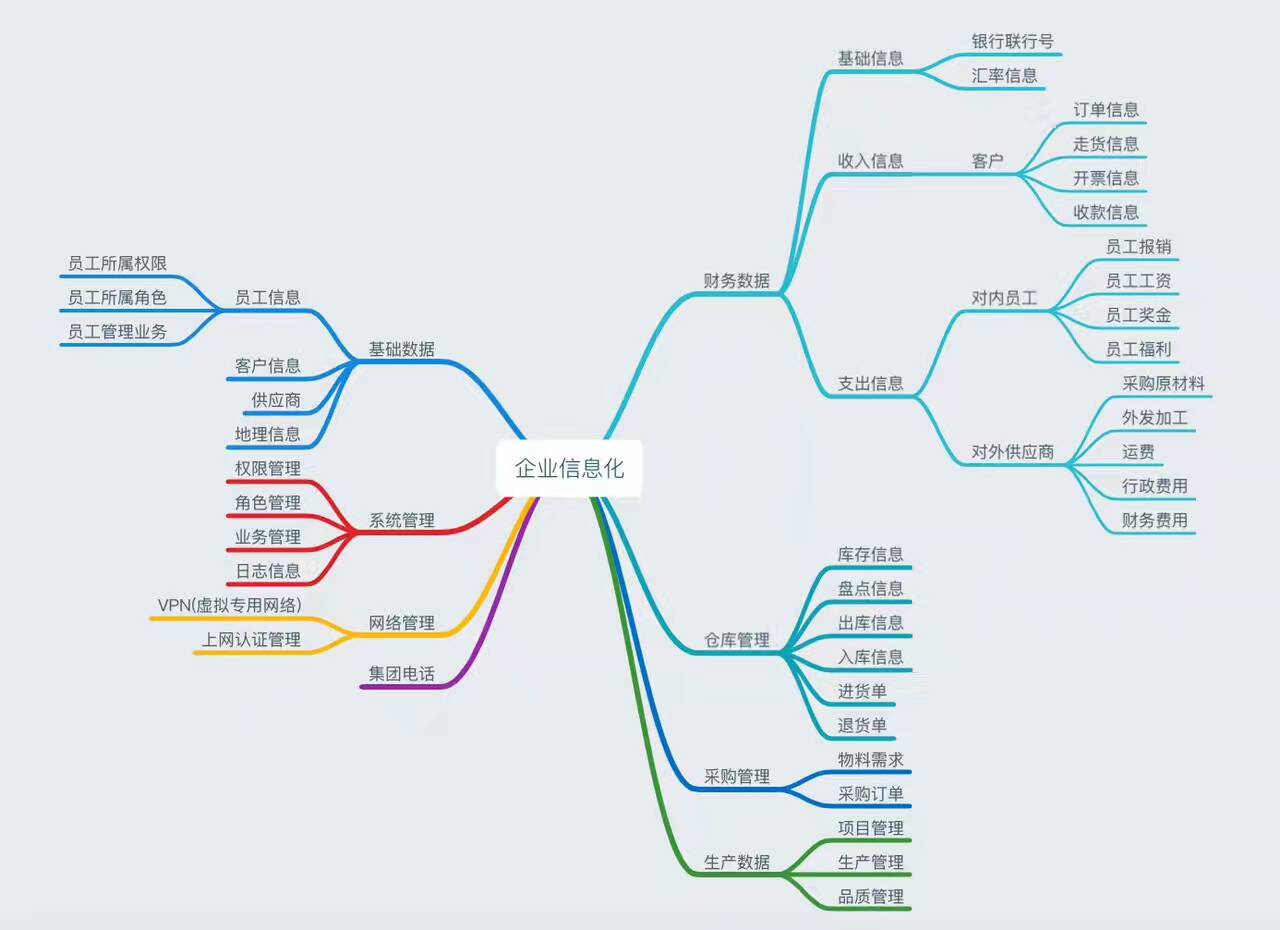 企业信息化
财务数据
基础信息
银行联行号
汇率信息
收入信息
客户
订单信息
走货信息
开票信息
收款信息
支出信息
对内员工
员工报销
员工工资
员工奖金
员工福利
对外供应商
采购原材料
外发加工
运费
行政费用
财务费用
仓库管理
库存信息
盘点信息
出库信息
入库信息
进货单
退货单
采购管理
物料需求
采购订单
生产数据
项目管理
生产管理
品质管理
基础数据
员工信息
员工所属权限
员工所属角色
员工管理业务
客户信息
供应商
地理信息
系统管理
权限管理
角色管理
业务管理
日志信息
网络管理
VPN(虚拟专用网络)
上网认证管理
集团电话